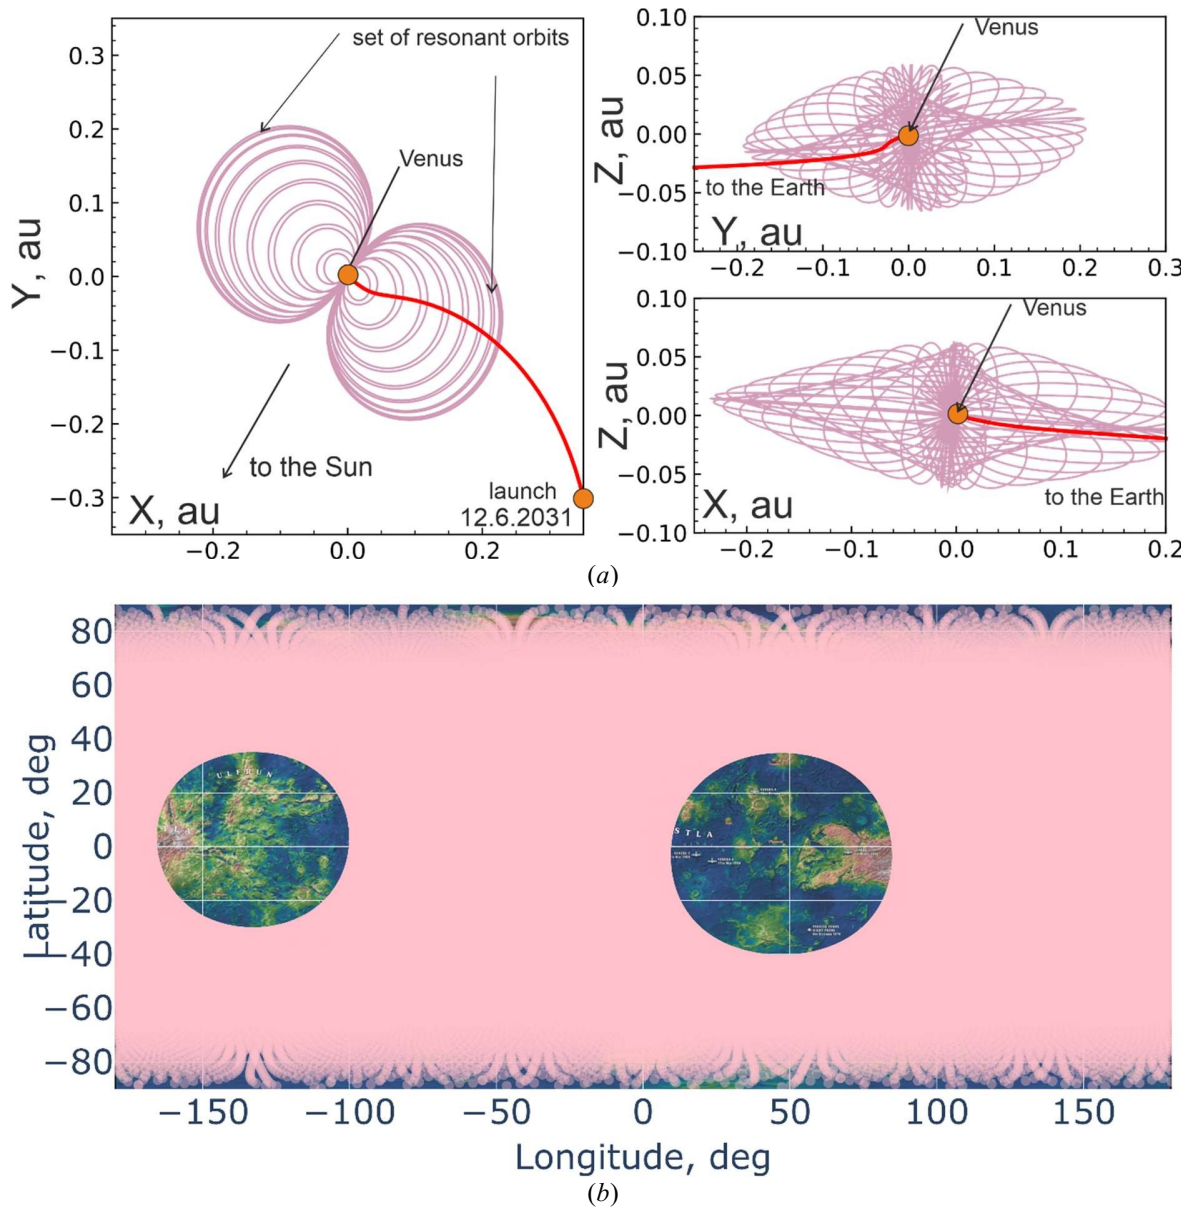 0.3
0.2
0.1
0.0
−0.1
−0.2
−0.3
Y, au
set of resonant orbits
Venus
to the Sun
launch
12.6.2031
X, au
−0.2
0.0
0.2
0.10
0.05
0.00
−0.05
−0.10
Z, au
Venus
to the Earth
Y, au
−0.2
−0.1
0.0
0.1
0.2
0.3
0.10
0.05
0.00
−0.05
−0.10
Z, au
Venus
to the Earth
X, au
−0.2
−0.1
0.0
0.1
0.2
(a)
80
60
40
20
0
−20
−40
−60
−80
Latitude, deg
ULFRUN
STLA
−150
−100
−50
0
50
100
150
Longitude, deg
(b)